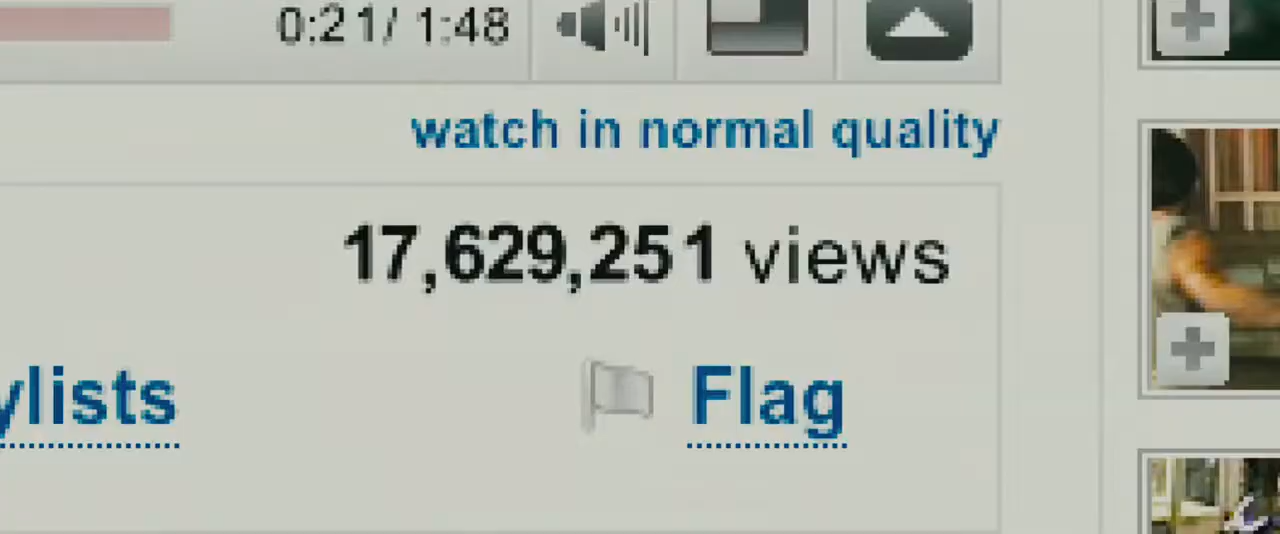 0:21/ 1:48
watch in normal quality
17,629,251 views
ylists
Flag